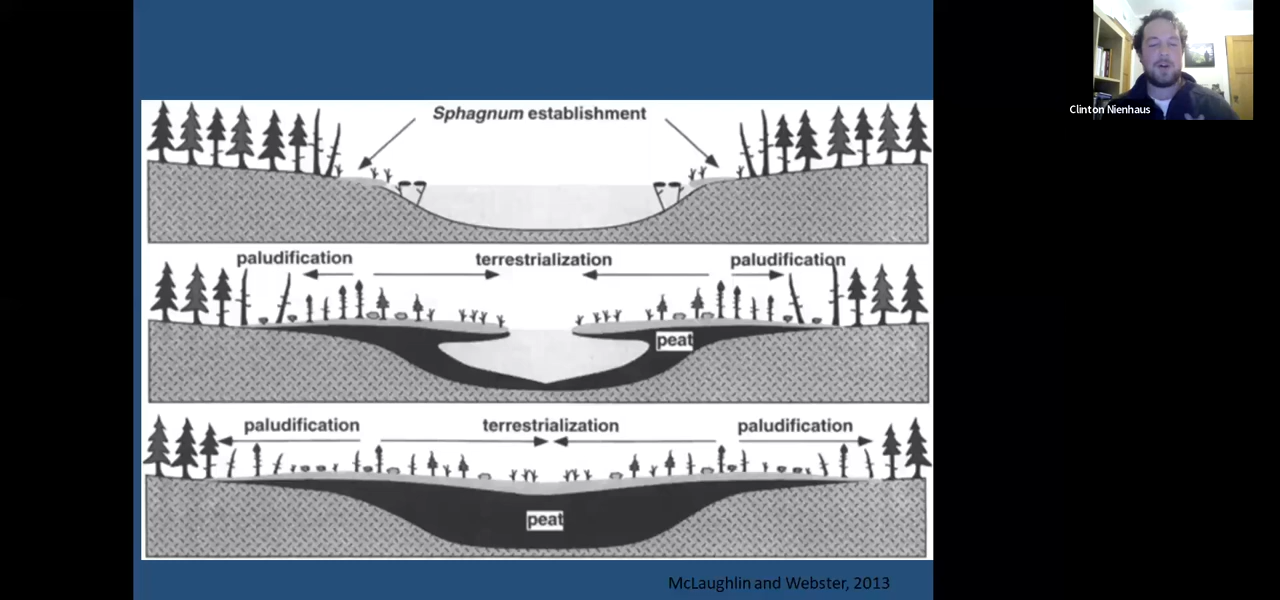 Sphagnum establishment
Clinton Nienhaus
paludification
terrestrialization
paludification
peat
paludification
terrestrialization
paludification
peat
McLaughlin and Webster, 2013